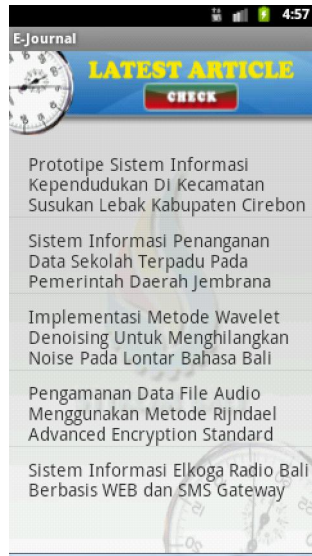 4:57
E-Journal
LATEST ARTICLE
CHECK
Prototipe Sistem Informasi
Kependudukan Di Kecamatan
Susukan Lebak Kabupaten Cirebon
Sistem Informasi Penanganan
Data Sekolah Terpadu Pada
Pemerintah Daerah Jembrana
Implementasi Metode Wavelet
Denoising Untuk Menghilangkan
Noise Pada Lontar Bahasa Bali
Pengamanan Data File Audio
Menggunakan Metode Rijndael
Advanced Encryption Standard
Sistem Informasi Elkoga Radio Bali
Berbasis WEB dan SMS Gateway